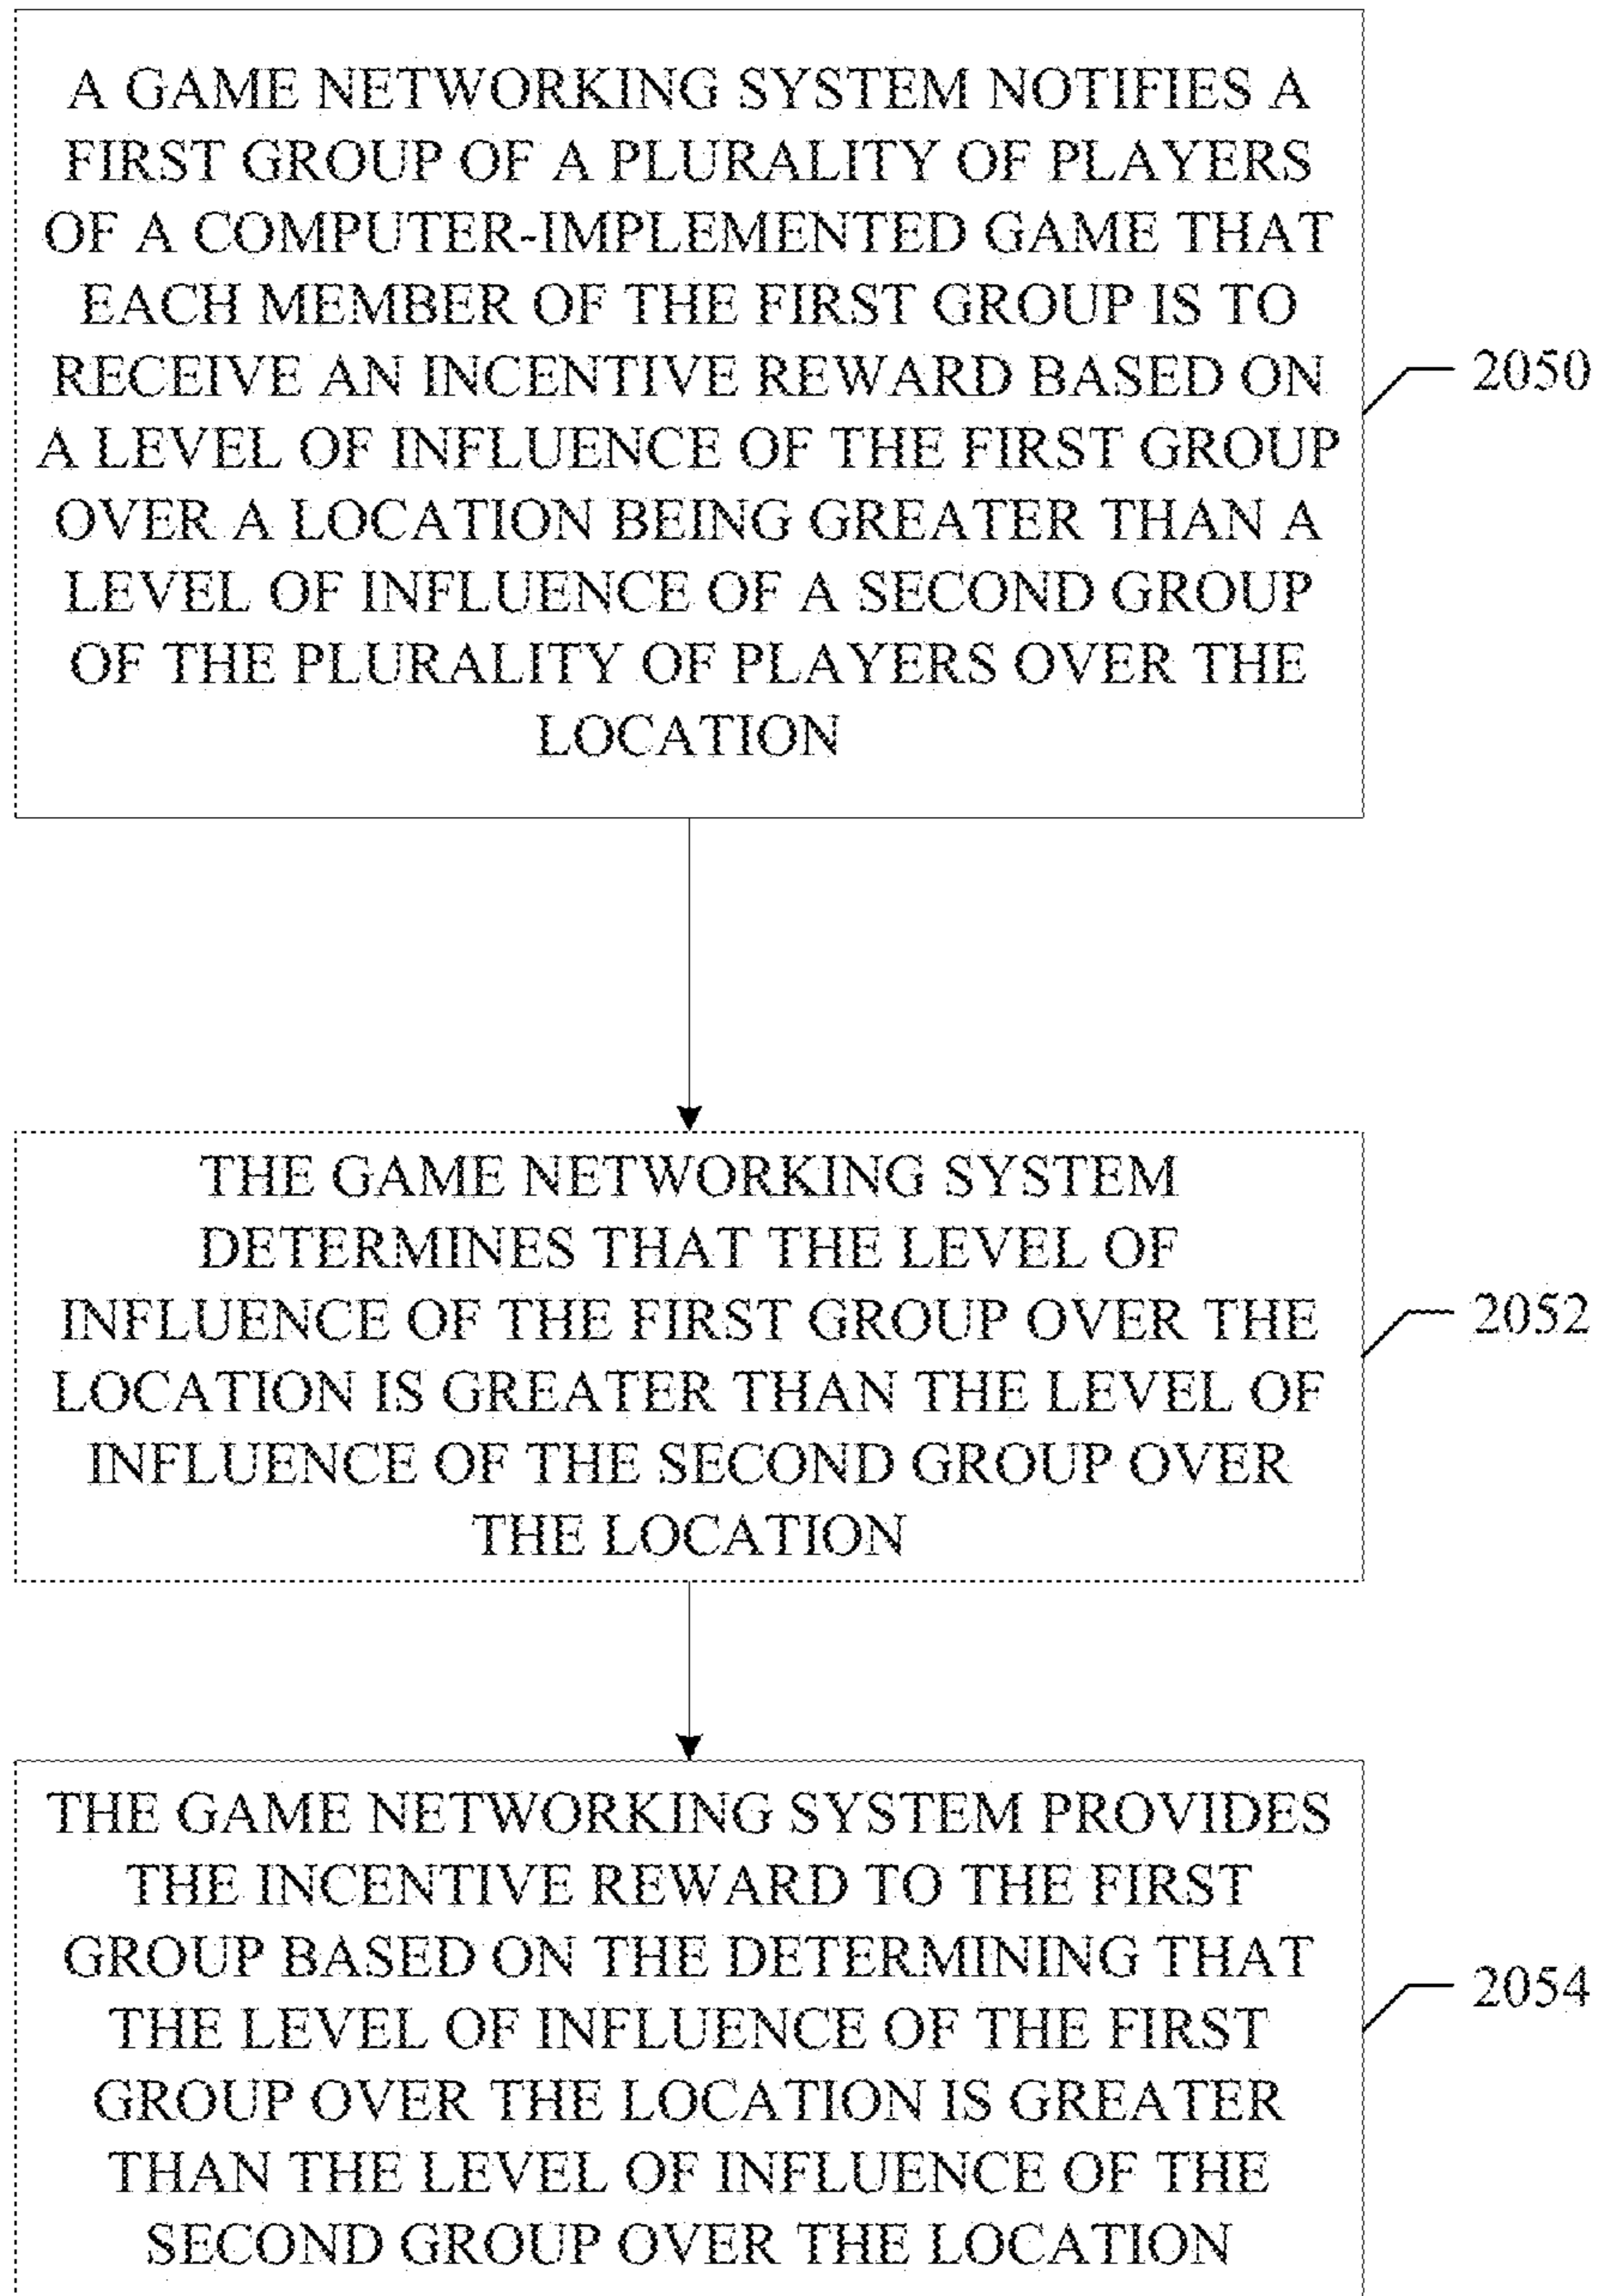 A GAME NETWORKING SYSTEM NOTIFIES A
FIRST GROUP OF A PLURALITY OF PLAYERS
OF A COMPUTER-IMPLEMENTED GAME THAT
EACH MEMBER OF THE FIRST GROUP IS TO
RECEIVE AN INCENTIVE REWARD BASED ON
A LEVEL OF INFLUENCE OF THE FIRST GROUP
OVER A LOCATION BEING GREATER THAN A
LEVEL OF INFLUENCE OF A SECOND GROUP
OF THE PLURALITY OF PLAYERS OVER THE
LOCATION
2050
THE GAME NETWORKING SYSTEM
DETERMINES THAT THE LEVEL OF
INFLUENCE OF THE FIRST GROUP OVER THE
LOCATION IS GREATER THAN THE LEVEL OF
INFLUENCE OF THE SECOND GROUP OVER
THE LOCATION
2052
THE GAME NETWORKING SYSTEM PROVIDES
THE INCENTIVE REWARD TO THE FIRST
GROUP BASED ON THE DETERMINING THAT
THE LEVEL OF INFLUENCE OF THE FIRST
GROUP OVER THE LOCATION IS GREATER
THAN THE LEVEL OF INFLUENCE OF THE
SECOND GROUP OVER THE LOCATION
2054